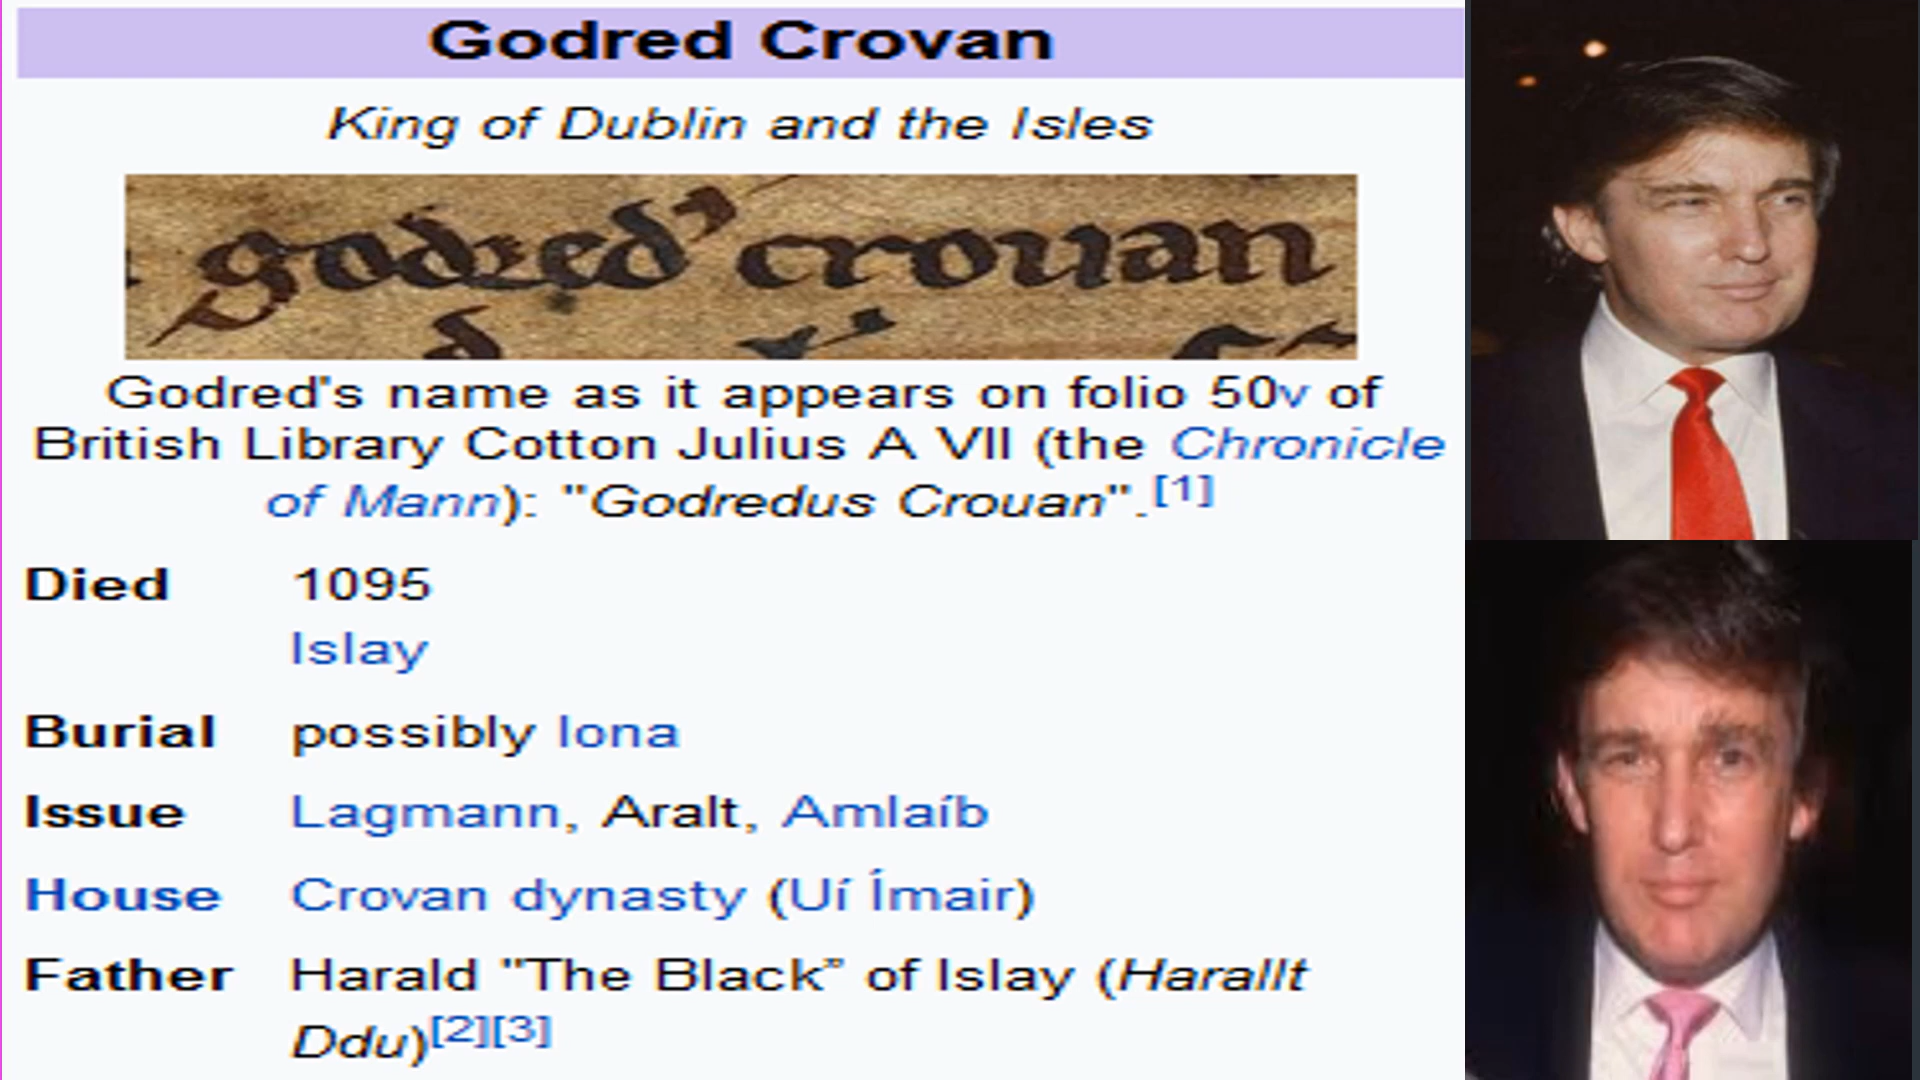 Godred Crovan
King of Dublin and the Isles
godred' crouan
Godred's name as it appears on folio 50v of
British Library Cotton Julius A VII (the Chronicle
of Mann): "Godredus Crouan".[1]
Died 1095
Islay
Burial possibly Iona
Issue Lagmann, Aralt, Amlaíb
House Crovan dynasty (Uí Ímair)
Father Harald "The Black” of Islay (Harallt
Ddu)[2][3]